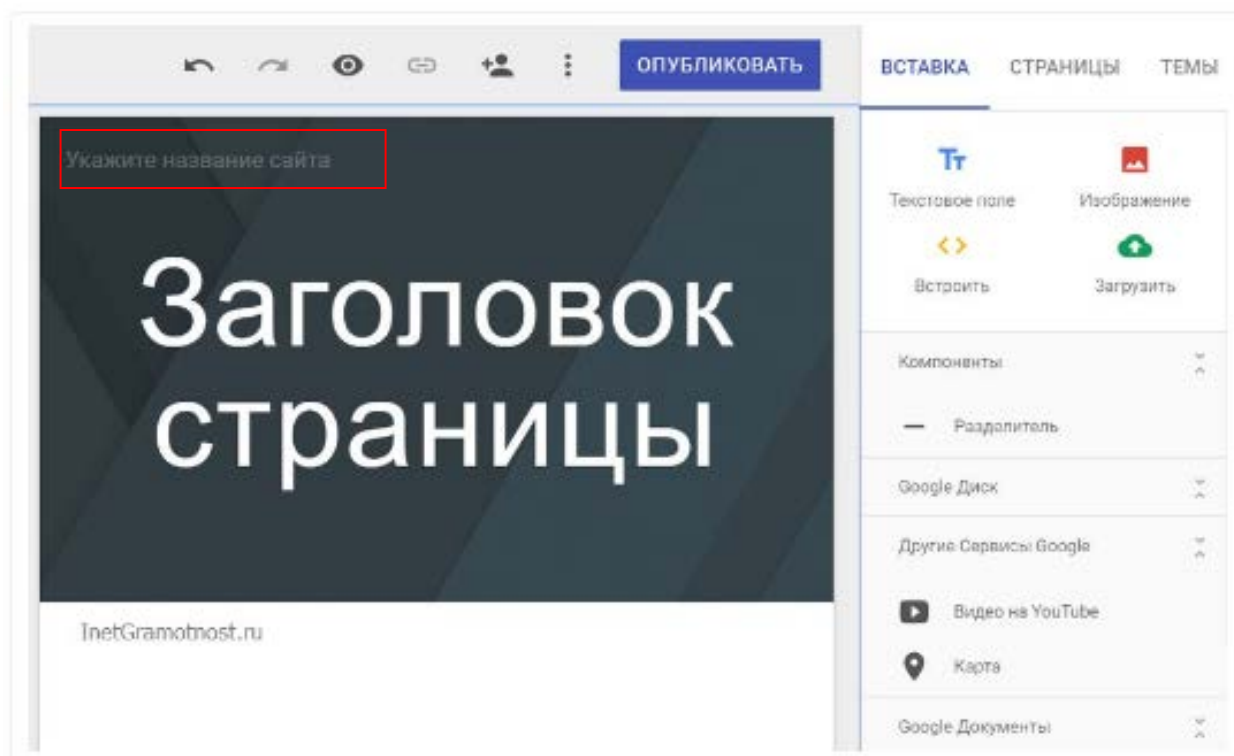 ОПУБЛИКОВАТЬ
ВСТАВКА СТРАНИЦЫ ТЕМЫ
Укажите название сайта
Заголовок
страницы
InetGramotnost.ru
Текстовое поле Изображение
Встроить Загрузить
Компоненты
Разделитель
Google Диск
Другие Сервисы Google
Видео на YouTube
Карта
Google Документы